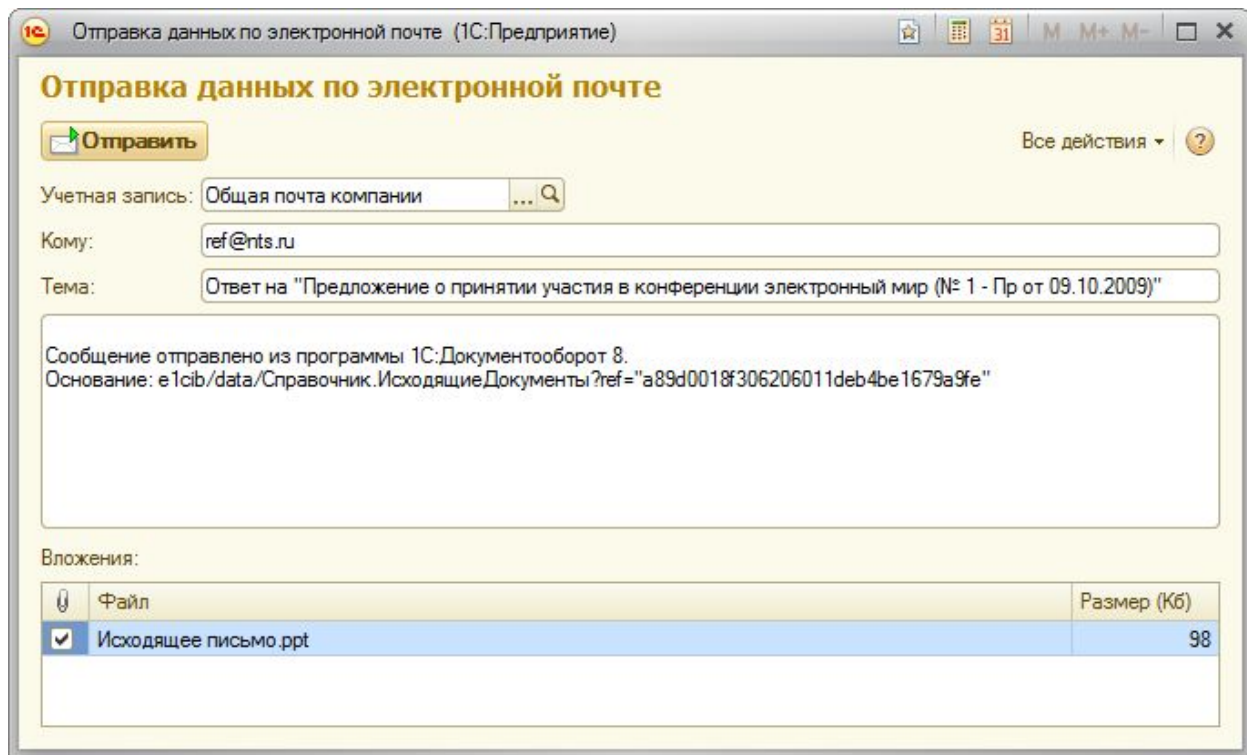 1С Отправка данных по электронной почте (1С:Предприятие) 31 M M+ M-
Отправка данных по электронной почте
Отправить Все действия ?
Учетная запись: Общая почта компании ...
Кому: ref@nts.ru
Тема: Ответ на "Предложение о принятии участия в конференции электронный мир (№ 1 - Пр от 09.10.2009)"
Сообщение отправлено из программы 1С:Документооборот 8.
Основание: e1cib/data/Справочник.ИсходящиеДокументы?ref="a89d0018f306206011deb4be1679a9fe"
Вложения:
Файл Размер (Кб)
Исходящее письмо.ppt 98